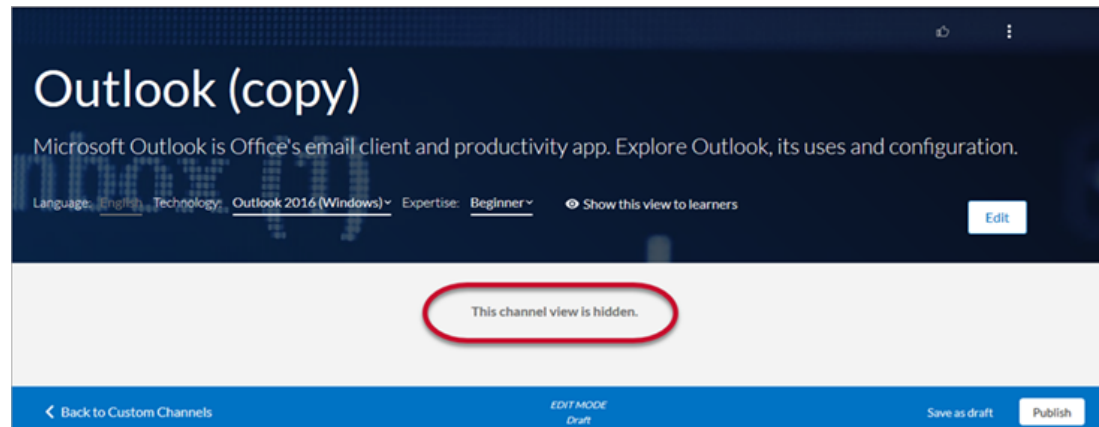 Outlook (copy)
Microsoft Outlook is Office's email client and productivity app. Explore Outlook, its uses and configuration.
Language: English Technology: Outlook 2016 (Windows) Expertise: Beginner Show this view to learners
Edit
This channel view is hidden.
Back to Custom Channels
EDIT MODE
Draft
Save as draft
Publish